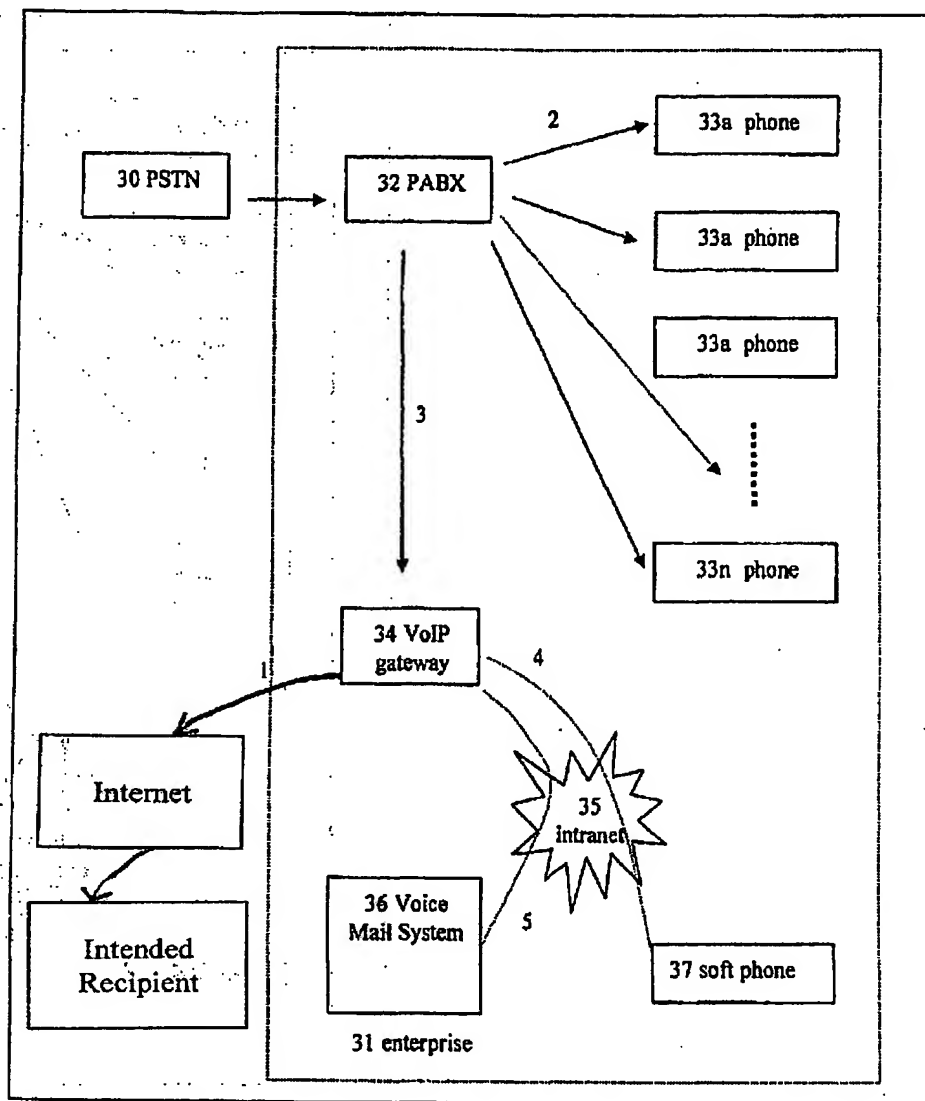 2
33a phone
30 PSTN
32 PABX
33a phone
33a phone
3
33n phone
34 VoIP
gateway
4
1
Internet
35
intranet
36 Voice
Mail System
5
Intended
Recipient
37 soft phone
31 enterprise